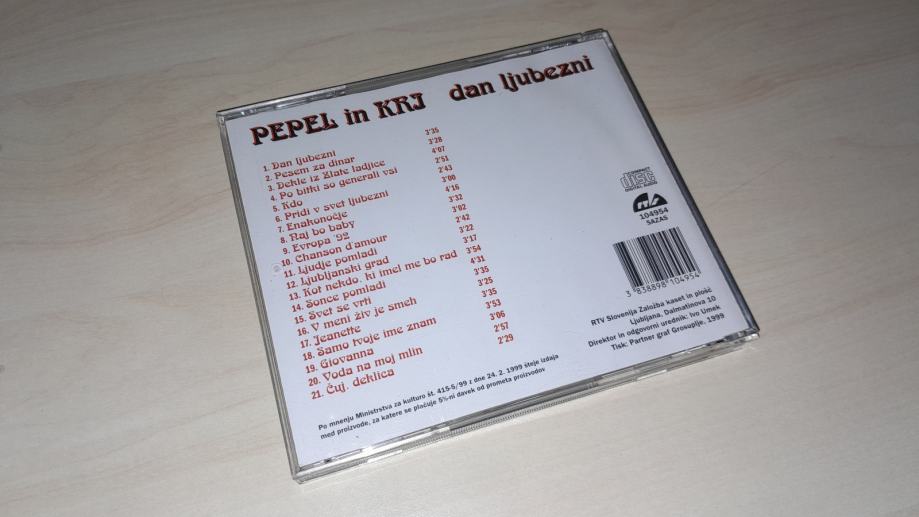 PEPEL in KRI dan ljubezni
1. Dan ljubezni 3'35
2. Pesem za dinar 3'28
3. Dekle iz Zlate ladjice 4'07
4. Po bitki so generali vsi 2'51
5. Kdo 2'43
6. Pridi v svet ljubezni 3'00
7. Enakonočje 4'16
8. Naj bo baby 3'32
9. Evropa '92 3'02
10. Chanson d'amour 2'42
11. Ljudje pomladi 3'22
12. Ljubljanski grad 3'17
13. Kot nekdo, ki imel me bo rad 3'54
14. Sonce pomladi 4'31
15. Svet se vrti 3'35
16. V meni živ je smeh 3'25
17. Jeanette 3'35
18. Samo tvoje ime znam 3'53
19. Giovanna 3'06
20. Voda na moj mlin 2'57
21. Čuj, deklica 2'29
COMPACT
disc
DIGITAL AUDIO
104954
SAZAS
3 838898 104954
RTV Slovenija Založba kaset in plošč
Ljubljana, Dalmatinova 10
Direktor in odgovorni urednik: Ivo Umek
Tisk: Partner graf Grosuplje, 1999
Po mnenju Ministrstva za kulturo št. 415-5/99 z dne 24. 2. 1999 šteje izdaja
med proizvode, za katere se plačuje 5%-ni davek od prometa proizvodov